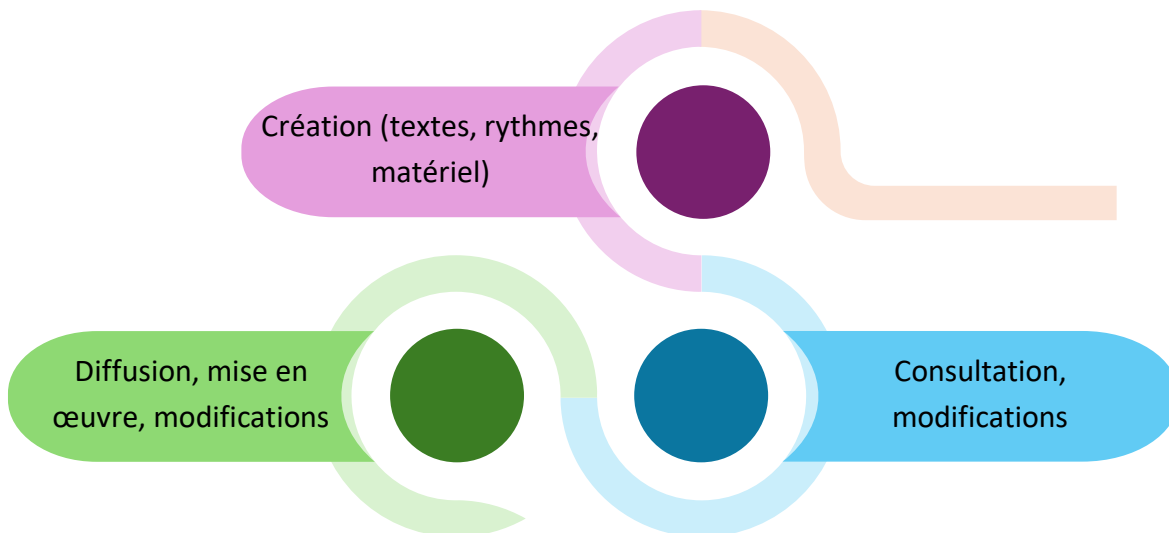 Création (textes, rythmes,
matériel)
Diffusion, mise en
œuvre, modifications
Consultation,
modifications